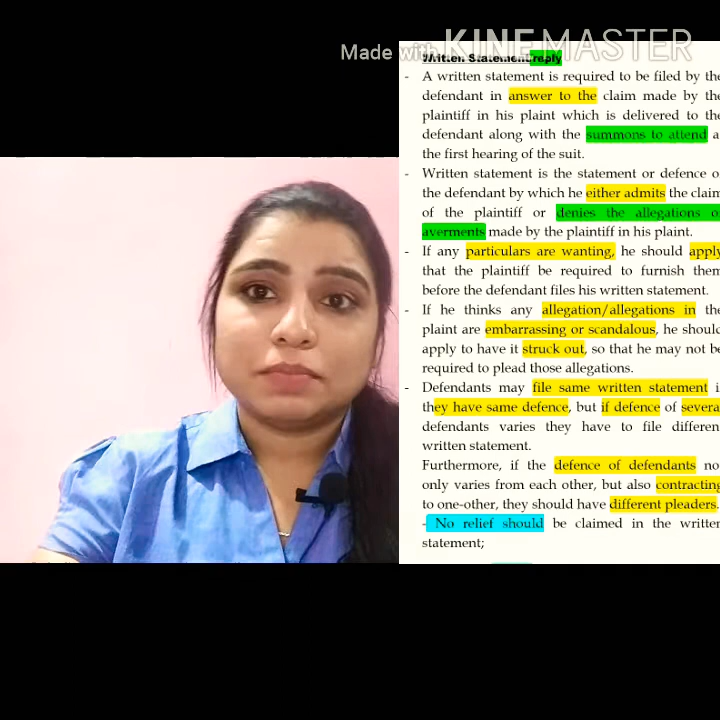 Made with KINEMASTER
Written Statement/reply
- A written statement is required to be filed by the
defendant in answer to the claim made by the
plaintiff in his plaint which is delivered to the
defendant along with the summons to attend a
the first hearing of the suit.
- Written statement is the statement or defence o
the defendant by which he either admits the claim
of the plaintiff or denies the allegations o
averments made by the plaintiff in his plaint.
- If any particulars are wanting, he should apply
that the plaintiff be required to furnish them
before the defendant files his written statement.
- If he thinks any allegation/allegations in the
plaint are embarrassing or scandalous, he shoul
apply to have it struck out, so that he may not be
required to plead those allegations.
- Defendants may file same written statement i
they have same defence, but if defence of severa
defendants varies they have to file differen
written statement.
Furthermore, if the defence of defendants no
only varies from each other, but also contracting
to one-other, they should have different pleaders.
- No relief should be claimed in the written
statement;